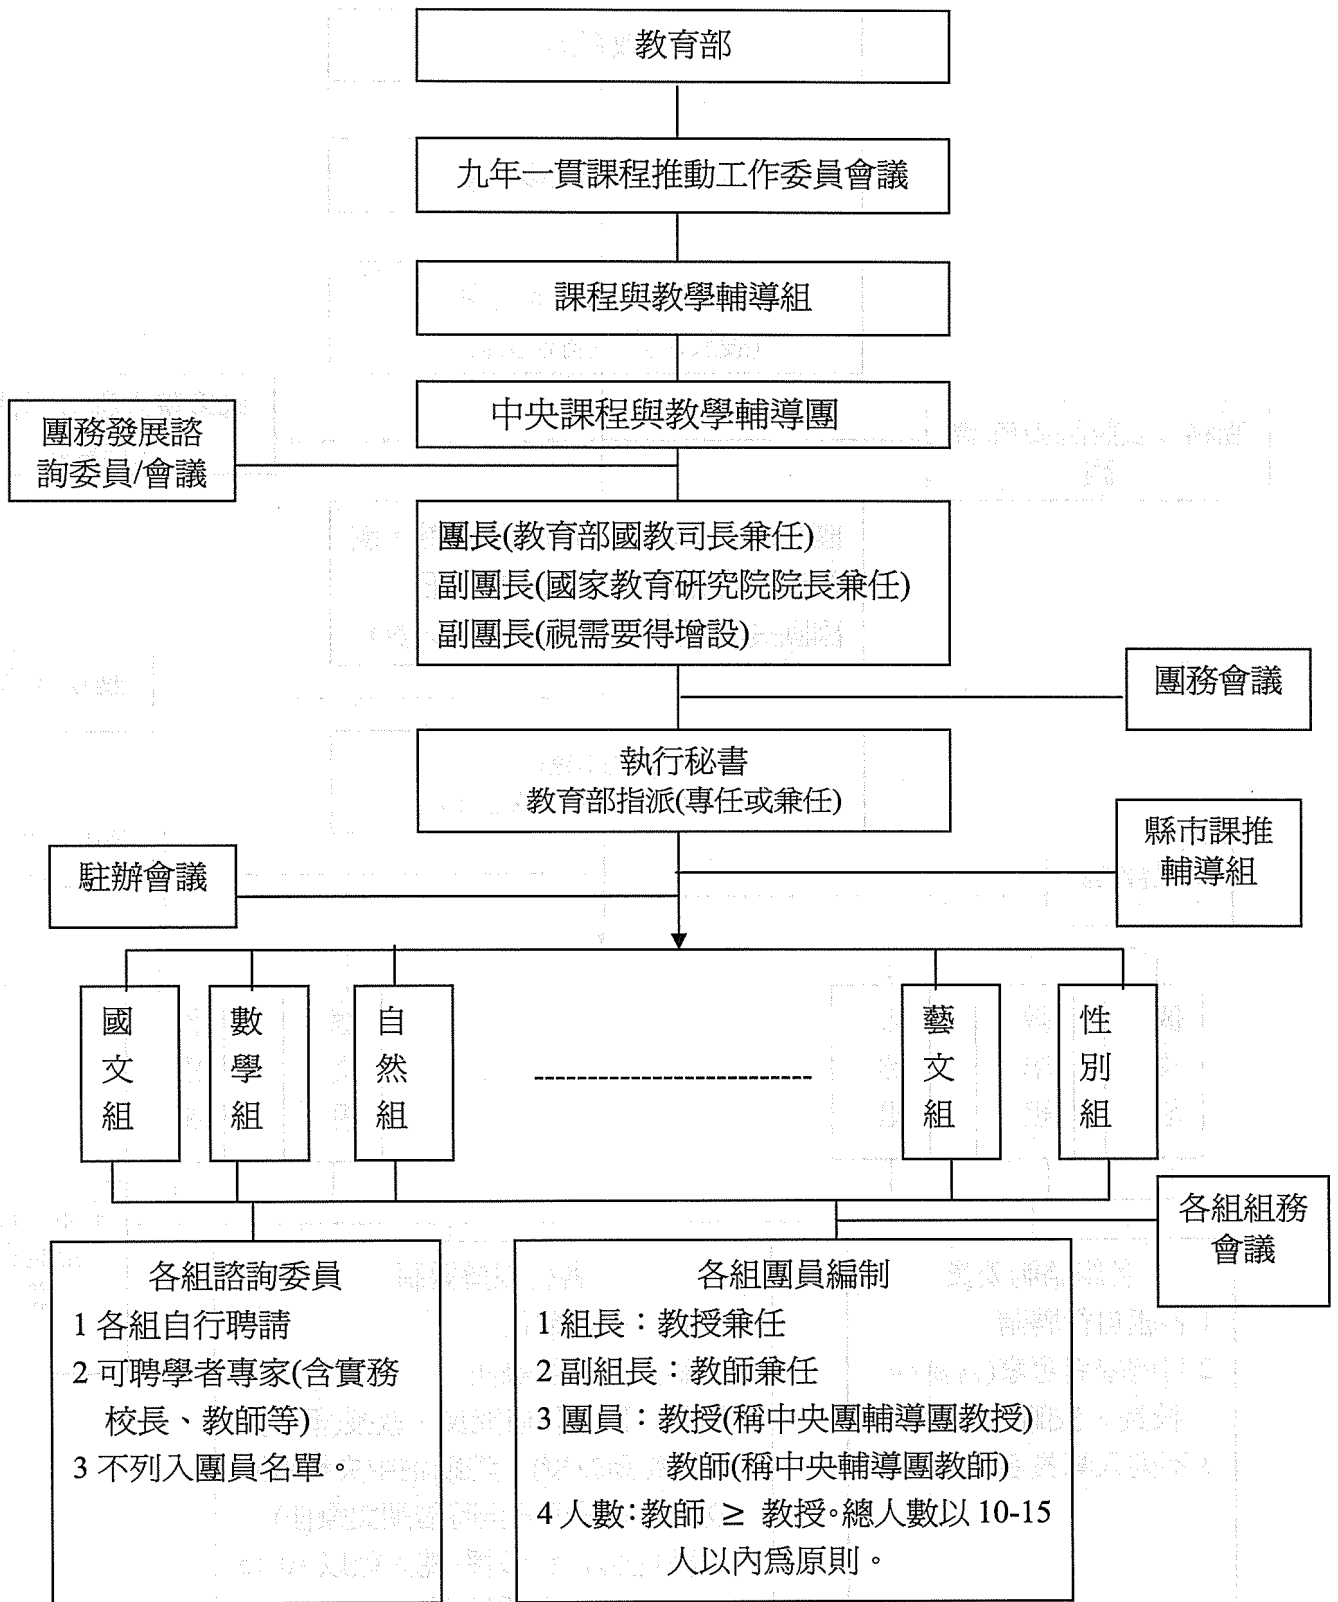 教育部
九年一貫課程推動工作委員會議
課程與教學輔導組
中央課程與教學輔導團
團務發展諮
詢委員/會議
團長(教育部國教司長兼任)
副團長(國家教育研究院院長兼任)
副團長(視需要得增設)
團務會議
執行秘書
教育部指派(專任或兼任)
縣市課推
輔導組
駐辦會議
國文組
數學組
自然組
藝文組
性別組
各組組務
會議
各組諮詢委員
1 各組自行聘請
2 可聘學者專家(含實務
校長、教師等)
3 不列入團員名單。
各組團員編制
1 組長：教授兼任
2 副組長：教師兼任
3 團員：教授(稱中央團輔導團教授)
教師(稱中央輔導團教師)
4 人數：教師 ≥ 教授。總人數以 10-15
人以內為原則。